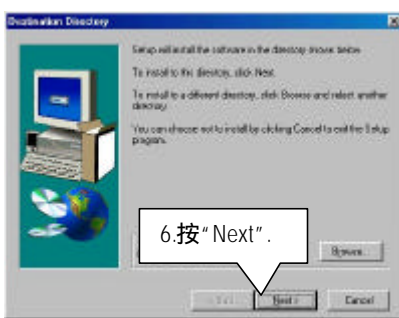 Destination Directory
Setup will install the software in the directory shown below.
To install to this directory, click Next.
To install to a different directory, click Browse and select another
directory.
You can choose not to install by clicking Cancel to exit the Setup
program.
6.按“Next”.
Browse...
Next >
Cancel